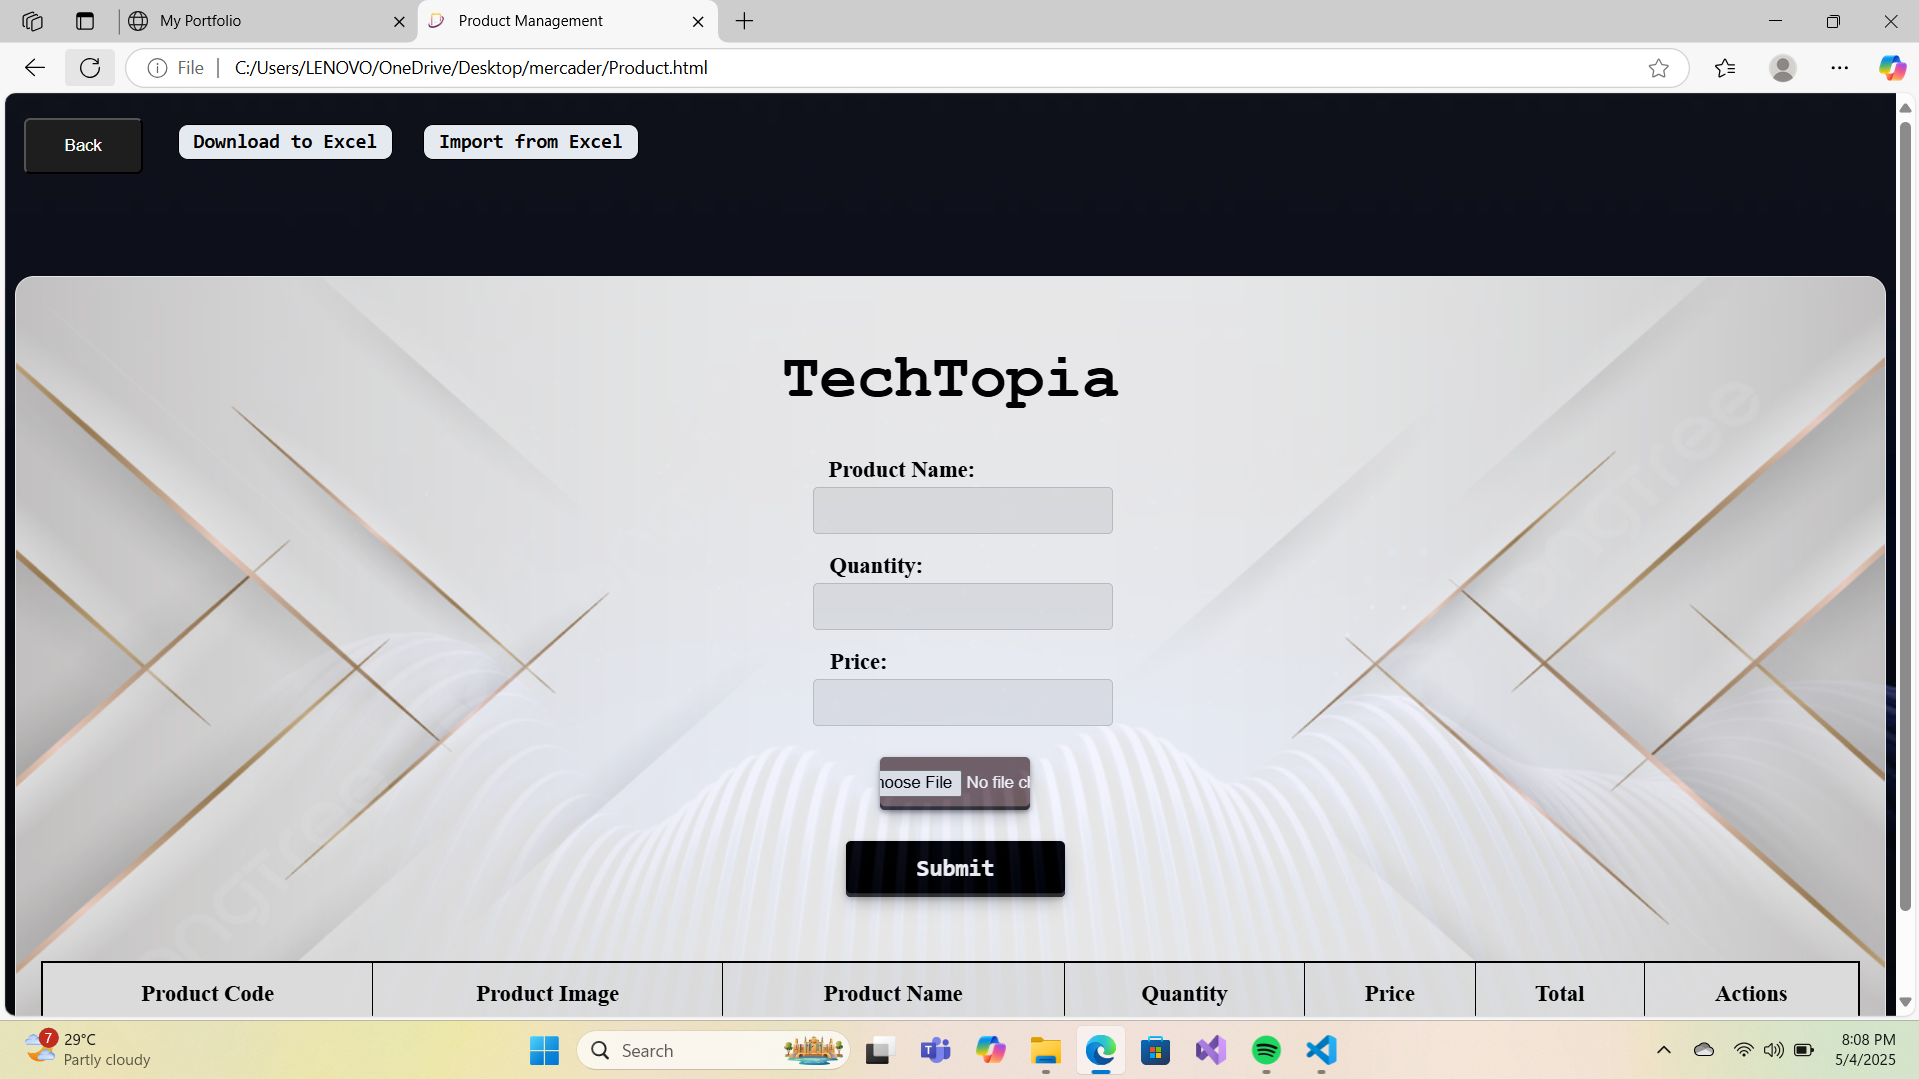 My Portfolio
Product Management
File
C:/Users/LENOVO/OneDrive/Desktop/mercader/Product.html
Back
Download to Excel
Import from Excel
TechTopia
Product Name:
Quantity:
Price:
hoose File No file ch
Submit
Product Code Product Image Product Name Quantity Price Total Actions
7
29°C
Partly cloudy
Search
8:08 PM
5/4/2025